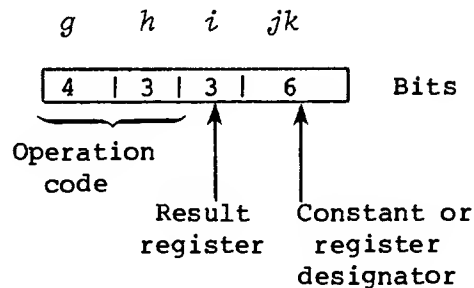 g h i jk
4 | 3 | 3 | 6 Bits
Operation
code
Result
register
Constant or
register
designator